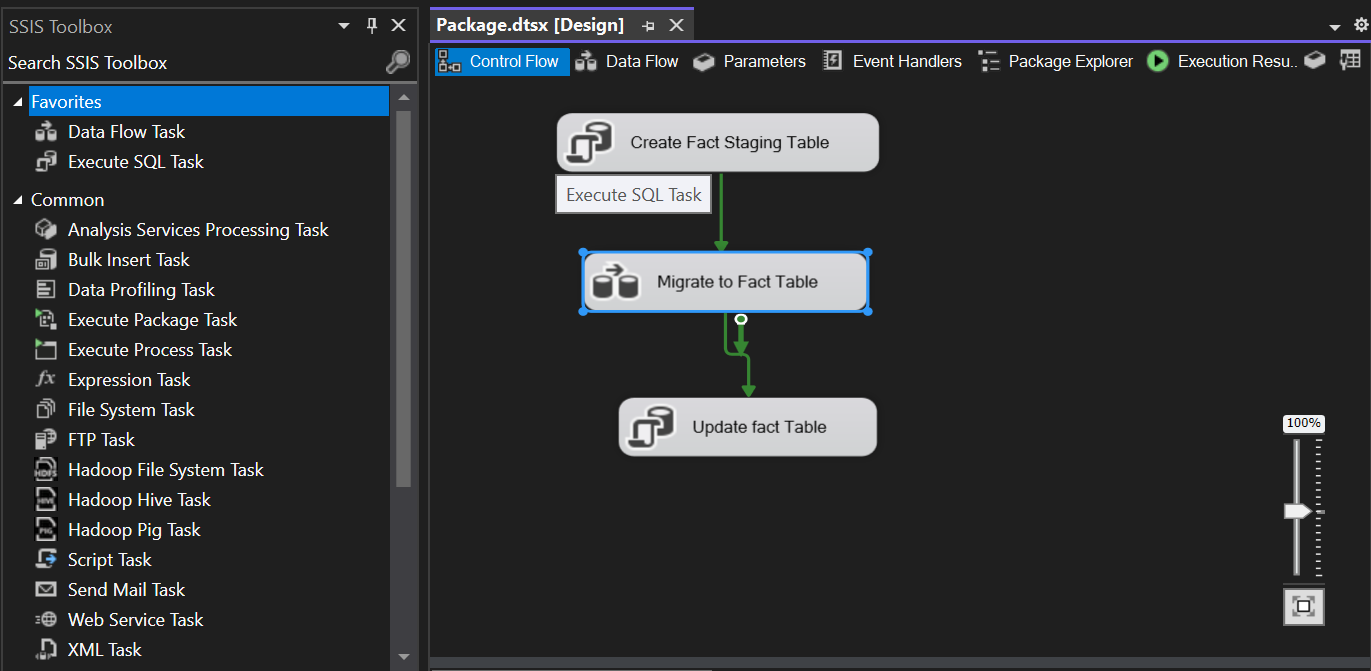 SSIS Toolbox
Search SSIS Toolbox
Favorites
Data Flow Task
Execute SQL Task
Common
Analysis Services Processing Task
Bulk Insert Task
Data Profiling Task
Execute Package Task
Execute Process Task
Expression Task
File System Task
FTP Task
Hadoop File System Task
Hadoop Hive Task
Hadoop Pig Task
Script Task
Send Mail Task
Web Service Task
XML Task
Package.dtsx [Design]
Control Flow Data Flow Parameters Event Handlers Package Explorer Execution Resu..
Create Fact Staging Table
Execute SQL Task
Migrate to Fact Table
Update fact Table
100%